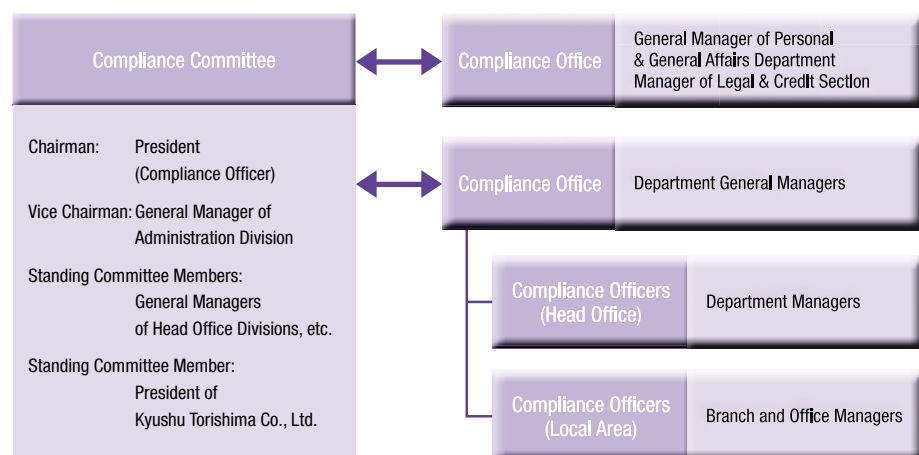 Compliance Committee
Chairman: President
(Compliance Officer)
Vice Chairman: General Manager of
Administration Division
Standing Committee Members:
General Managers
of Head Office Divisions, etc.
Standing Committee Member:
President of
Kyushu Torishima Co., Ltd.
Compliance Office
General Manager of Personal
& General Affairs Department
Manager of Legal & Credit Section
Compliance Office
Department General Managers
Compliance Officers
(Head Office)
Department Managers
Compliance Officers
(Local Area)
Branch and Office Managers